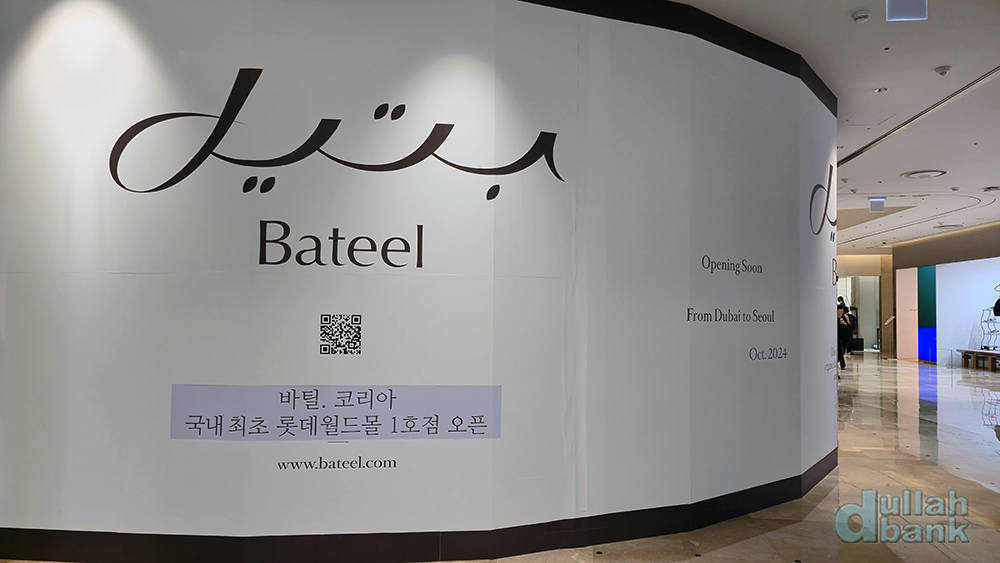 بتيل
Bateel
바틸. 코리아
국내 최초 롯데월드몰 1호점 오픈
www.bateel.com
Opening Soon
From Dubai to Seoul
Oct. 2024
dullah
bank